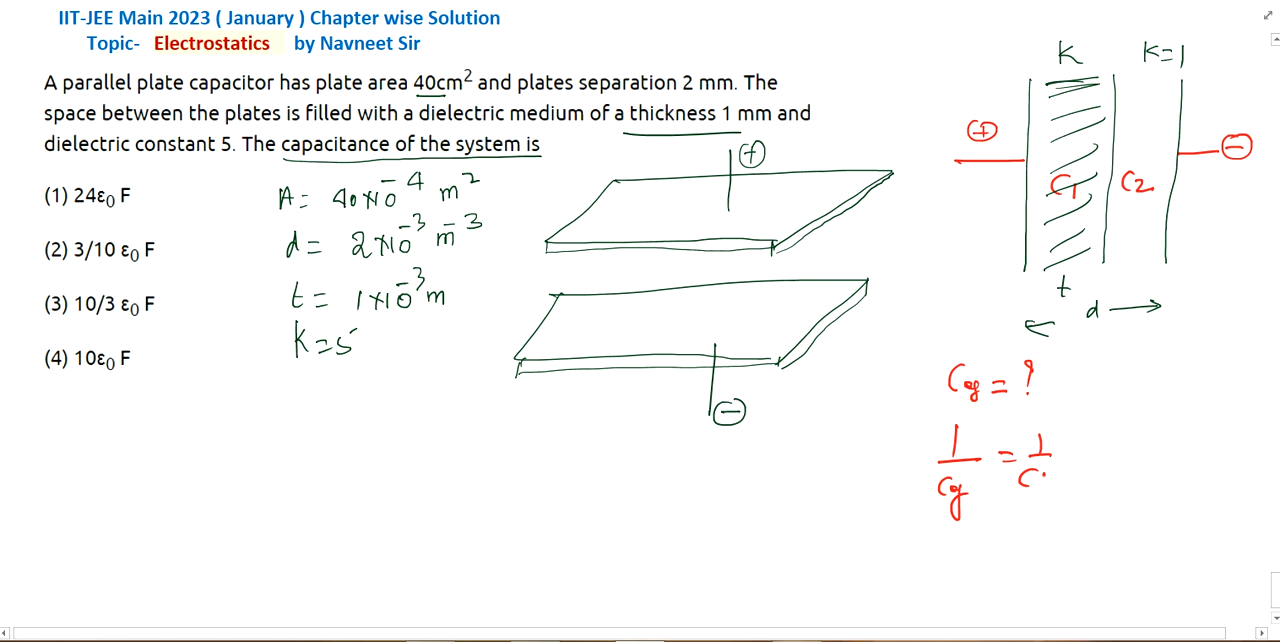 IIT-JEE Main 2023 ( January ) Chapter wise Solution
Topic- Electrostatics by Navneet Sir
A parallel plate capacitor has plate area 40cm² and plates separation 2 mm. The
space between the plates is filled with a dielectric medium of a thickness 1 mm and
dielectric constant 5. The capacitance of the system is
(1) 24ε₀ F
(2) 3/10 ε₀ F
(3) 10/3 ε₀ F
(4) 10ε₀ F
A = 40×10⁻⁴ m²
d = 2×10⁻³ m⁻³
t = 1×10⁻³ m
K=5
+
−
K K=1
+ C₁ C₂ −
t
← d →
Ceq = ?
1/Ceq = 1/C